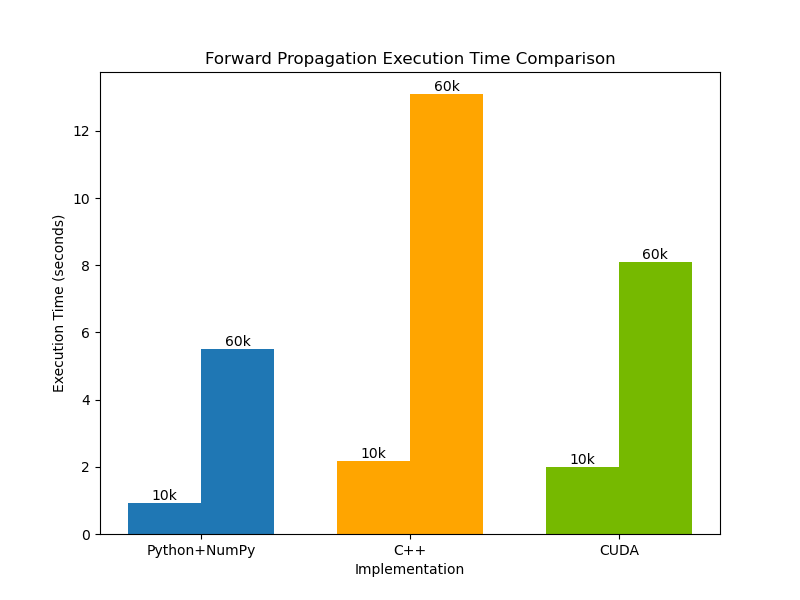 Forward Propagation Execution Time Comparison
Execution Time (seconds)
12
10
8
6
4
2
0
10k
60k
10k
60k
10k
60k
Python+NumPy
C++
CUDA
Implementation